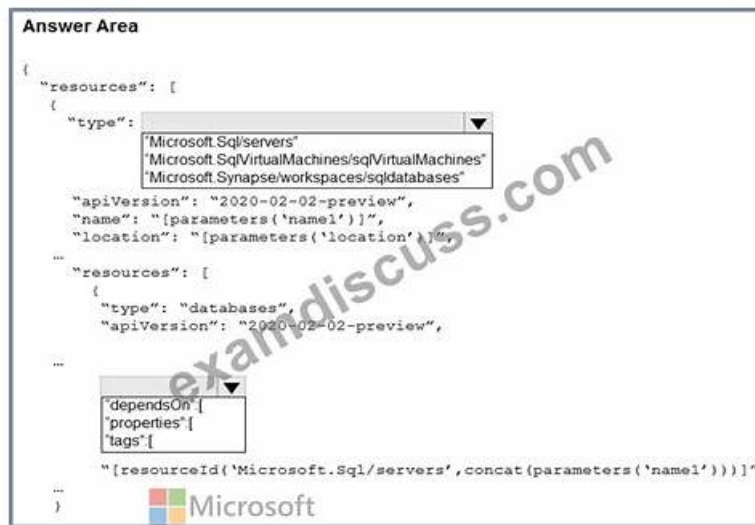 Answer Area
{
"resources": [
{
"type":
"Microsoft.Sql/servers"
"Microsoft.SqlVirtualMachines/sqlVirtualMachines"
"Microsoft.Synapse/workspaces/sqldatabases"
"apiVersion": "2020-02-02-preview",
"name": "[parameters('name1')]",
"location": "[parameters('location')]",
…
"resources": [
{
"type": "databases",
"apiVersion": "2020-02-02-preview",
…
"dependsOn":[
"properties":[
"tags":[
"[resourceId('Microsoft.Sql/servers',concat(parameters('name1')))]"
…
}
Microsoft
examdiscuss.com